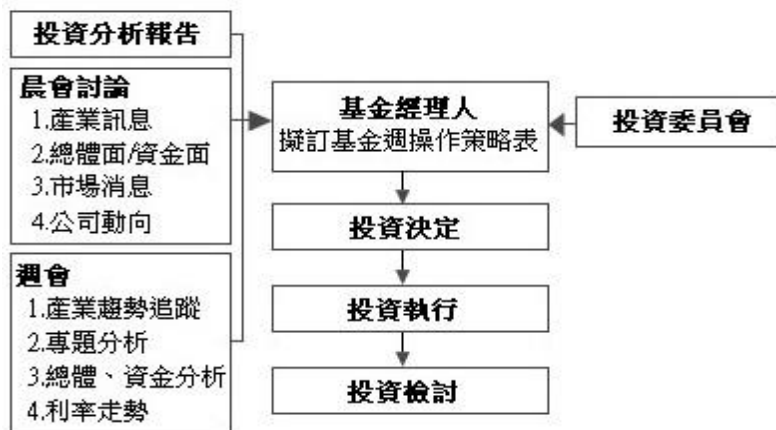 投資分析報告
晨會討論
1.產業訊息
2.總體面/資金面
3.市場消息
4.公司動向
週會
1.產業趨勢追蹤
2.專題分析
3.總體、資金分析
4.利率走勢
基金經理人
擬訂基金週操作策略表
投資決定
投資執行
投資檢討
投資委員會